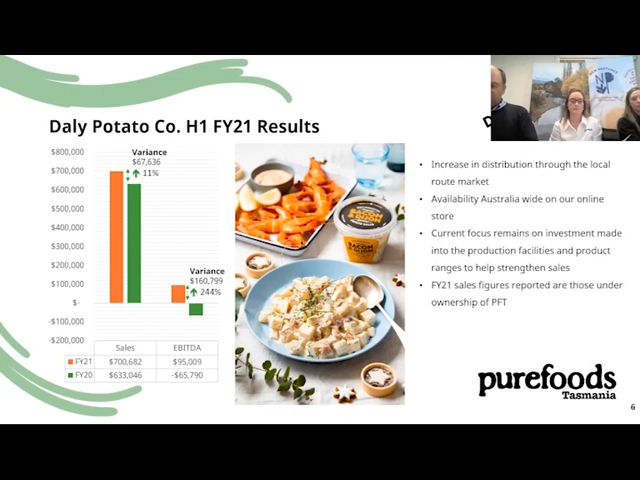 Daly Potato Co. H1 FY21 Results
Variance
$67,636
11%
$800,000
$700,000
$600,000
$500,000
$400,000
$300,000
$200,000
$100,000
$-
-$100,000
-$200,000
Variance
$160,799
244%
Sales EBITDA
FY21 $700,682 $95,009
FY20 $633,046 -$65,790
BACON
& ONION
• Increase in distribution through the local
route market
• Availability Australia wide on our online
store
• Current focus remains on investment made
into the production facilities and product
ranges to help strengthen sales
• FY21 sales figures reported are those under
ownership of PFT
purefoods
Tasmania
6